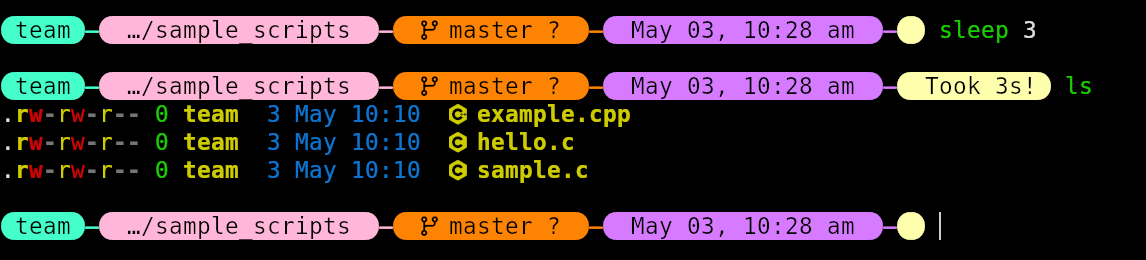 team …/sample_scripts master ? May 03, 10:28 am sleep 3
team …/sample_scripts master ? May 03, 10:28 am Took 3s! ls
.rw-rw-r-- 0 team 3 May 10:10 example.cpp
.rw-rw-r-- 0 team 3 May 10:10 hello.c
.rw-rw-r-- 0 team 3 May 10:10 sample.c
team …/sample_scripts master ? May 03, 10:28 am